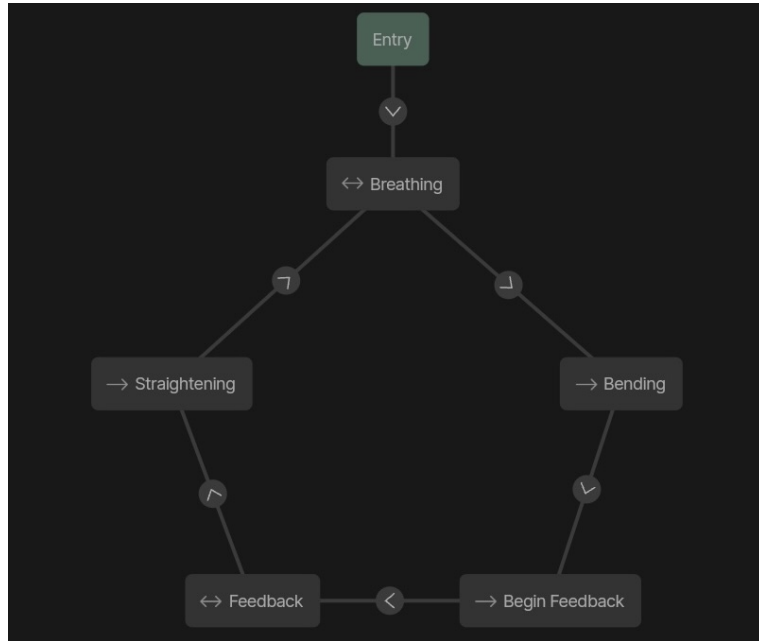 Entry
Breathing
Straightening
Bending
Feedback
Begin Feedback